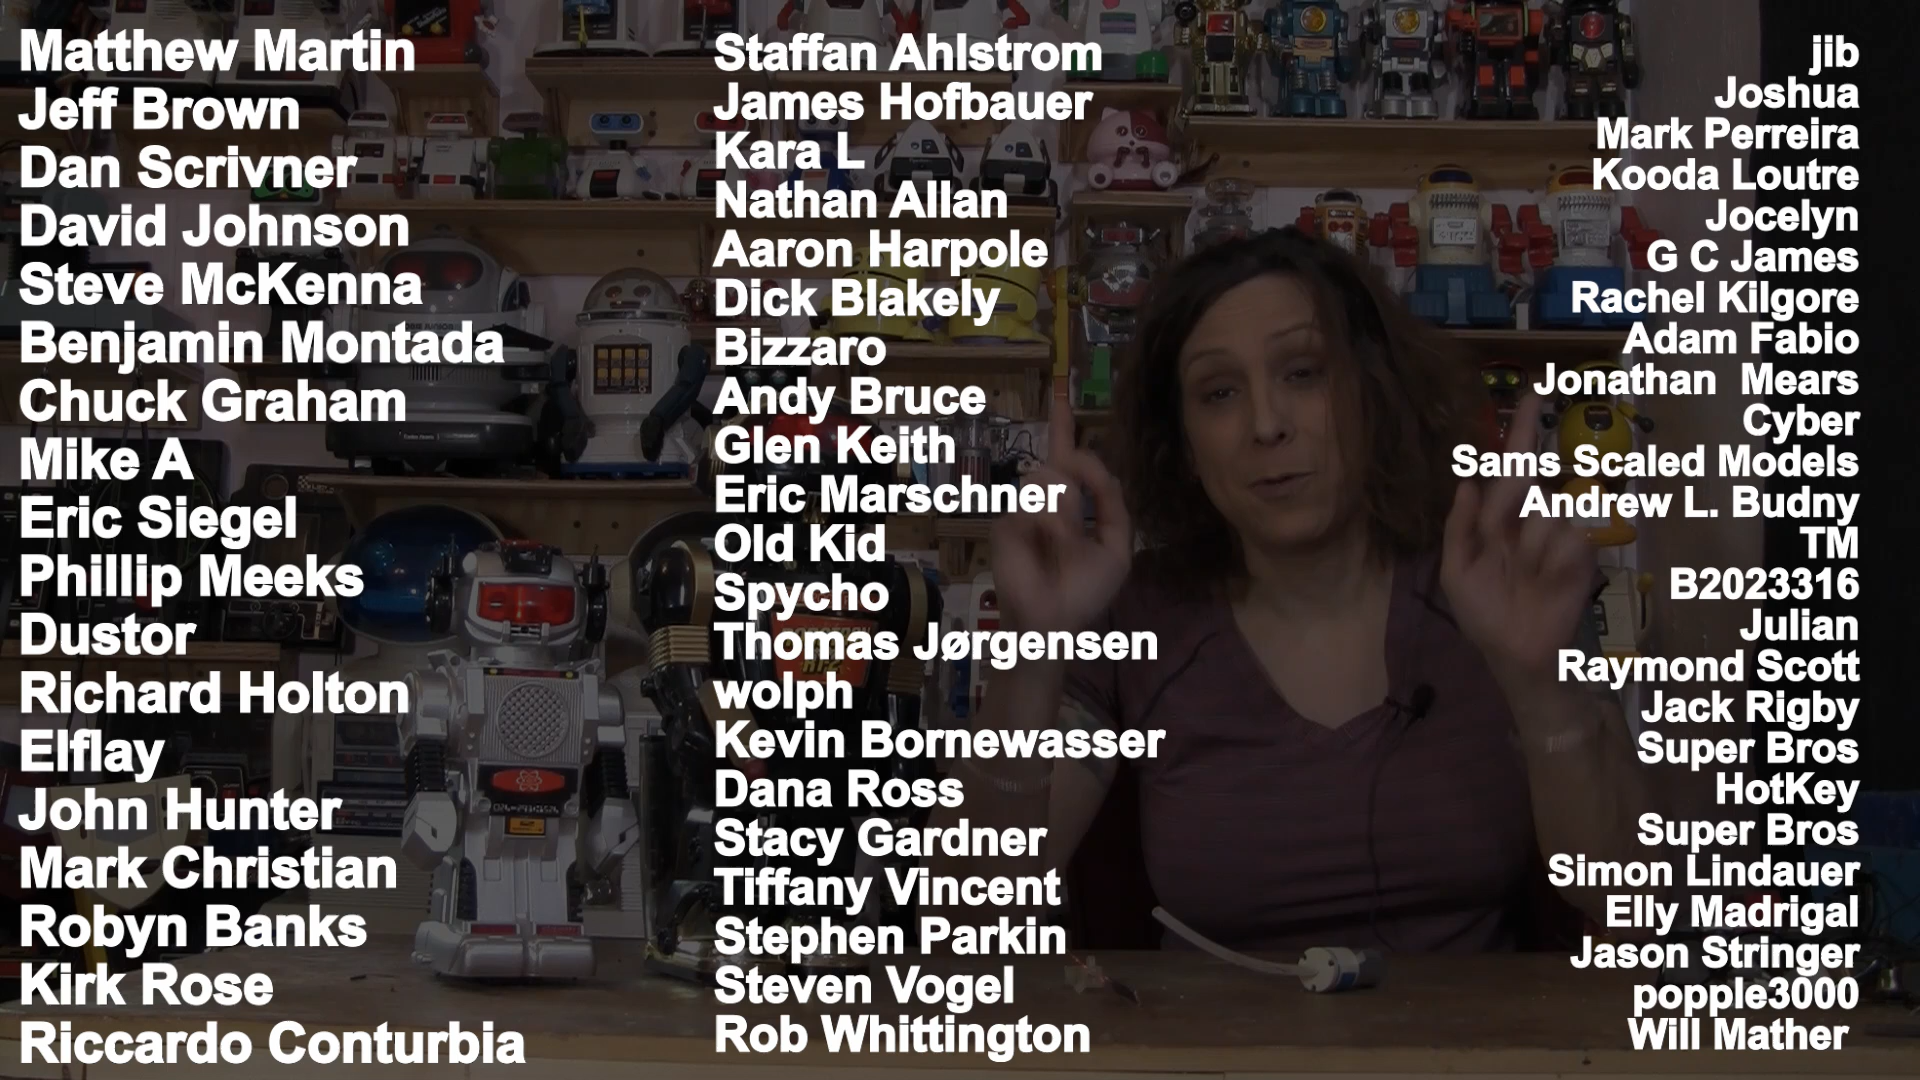 Matthew Martin
Jeff Brown
Dan Scrivner
David Johnson
Steve McKenna
Benjamin Montada
Chuck Graham
Mike A
Eric Siegel
Phillip Meeks
Dustor
Richard Holton
Elflay
John Hunter
Mark Christian
Robyn Banks
Kirk Rose
Riccardo Conturbia
Staffan Ahlstrom
James Hofbauer
Kara L
Nathan Allan
Aaron Harpole
Dick Blakely
Bizzaro
Andy Bruce
Glen Keith
Eric Marschner
Old Kid
Spycho
Thomas Jørgensen
wolph
Kevin Bornewasser
Dana Ross
Stacy Gardner
Tiffany Vincent
Stephen Parkin
Steven Vogel
Rob Whittington
jib
Joshua
Mark Perreira
Kooda Loutre
Jocelyn
G C James
Rachel Kilgore
Adam Fabio
Jonathan  Mears
Cyber
Sams Scaled Models
Andrew L. Budny
TM
B2023316
Julian
Raymond Scott
Jack Rigby
Super Bros
HotKey
Super Bros
Simon Lindauer
Elly Madrigal
Jason Stringer
popple3000
Will Mather